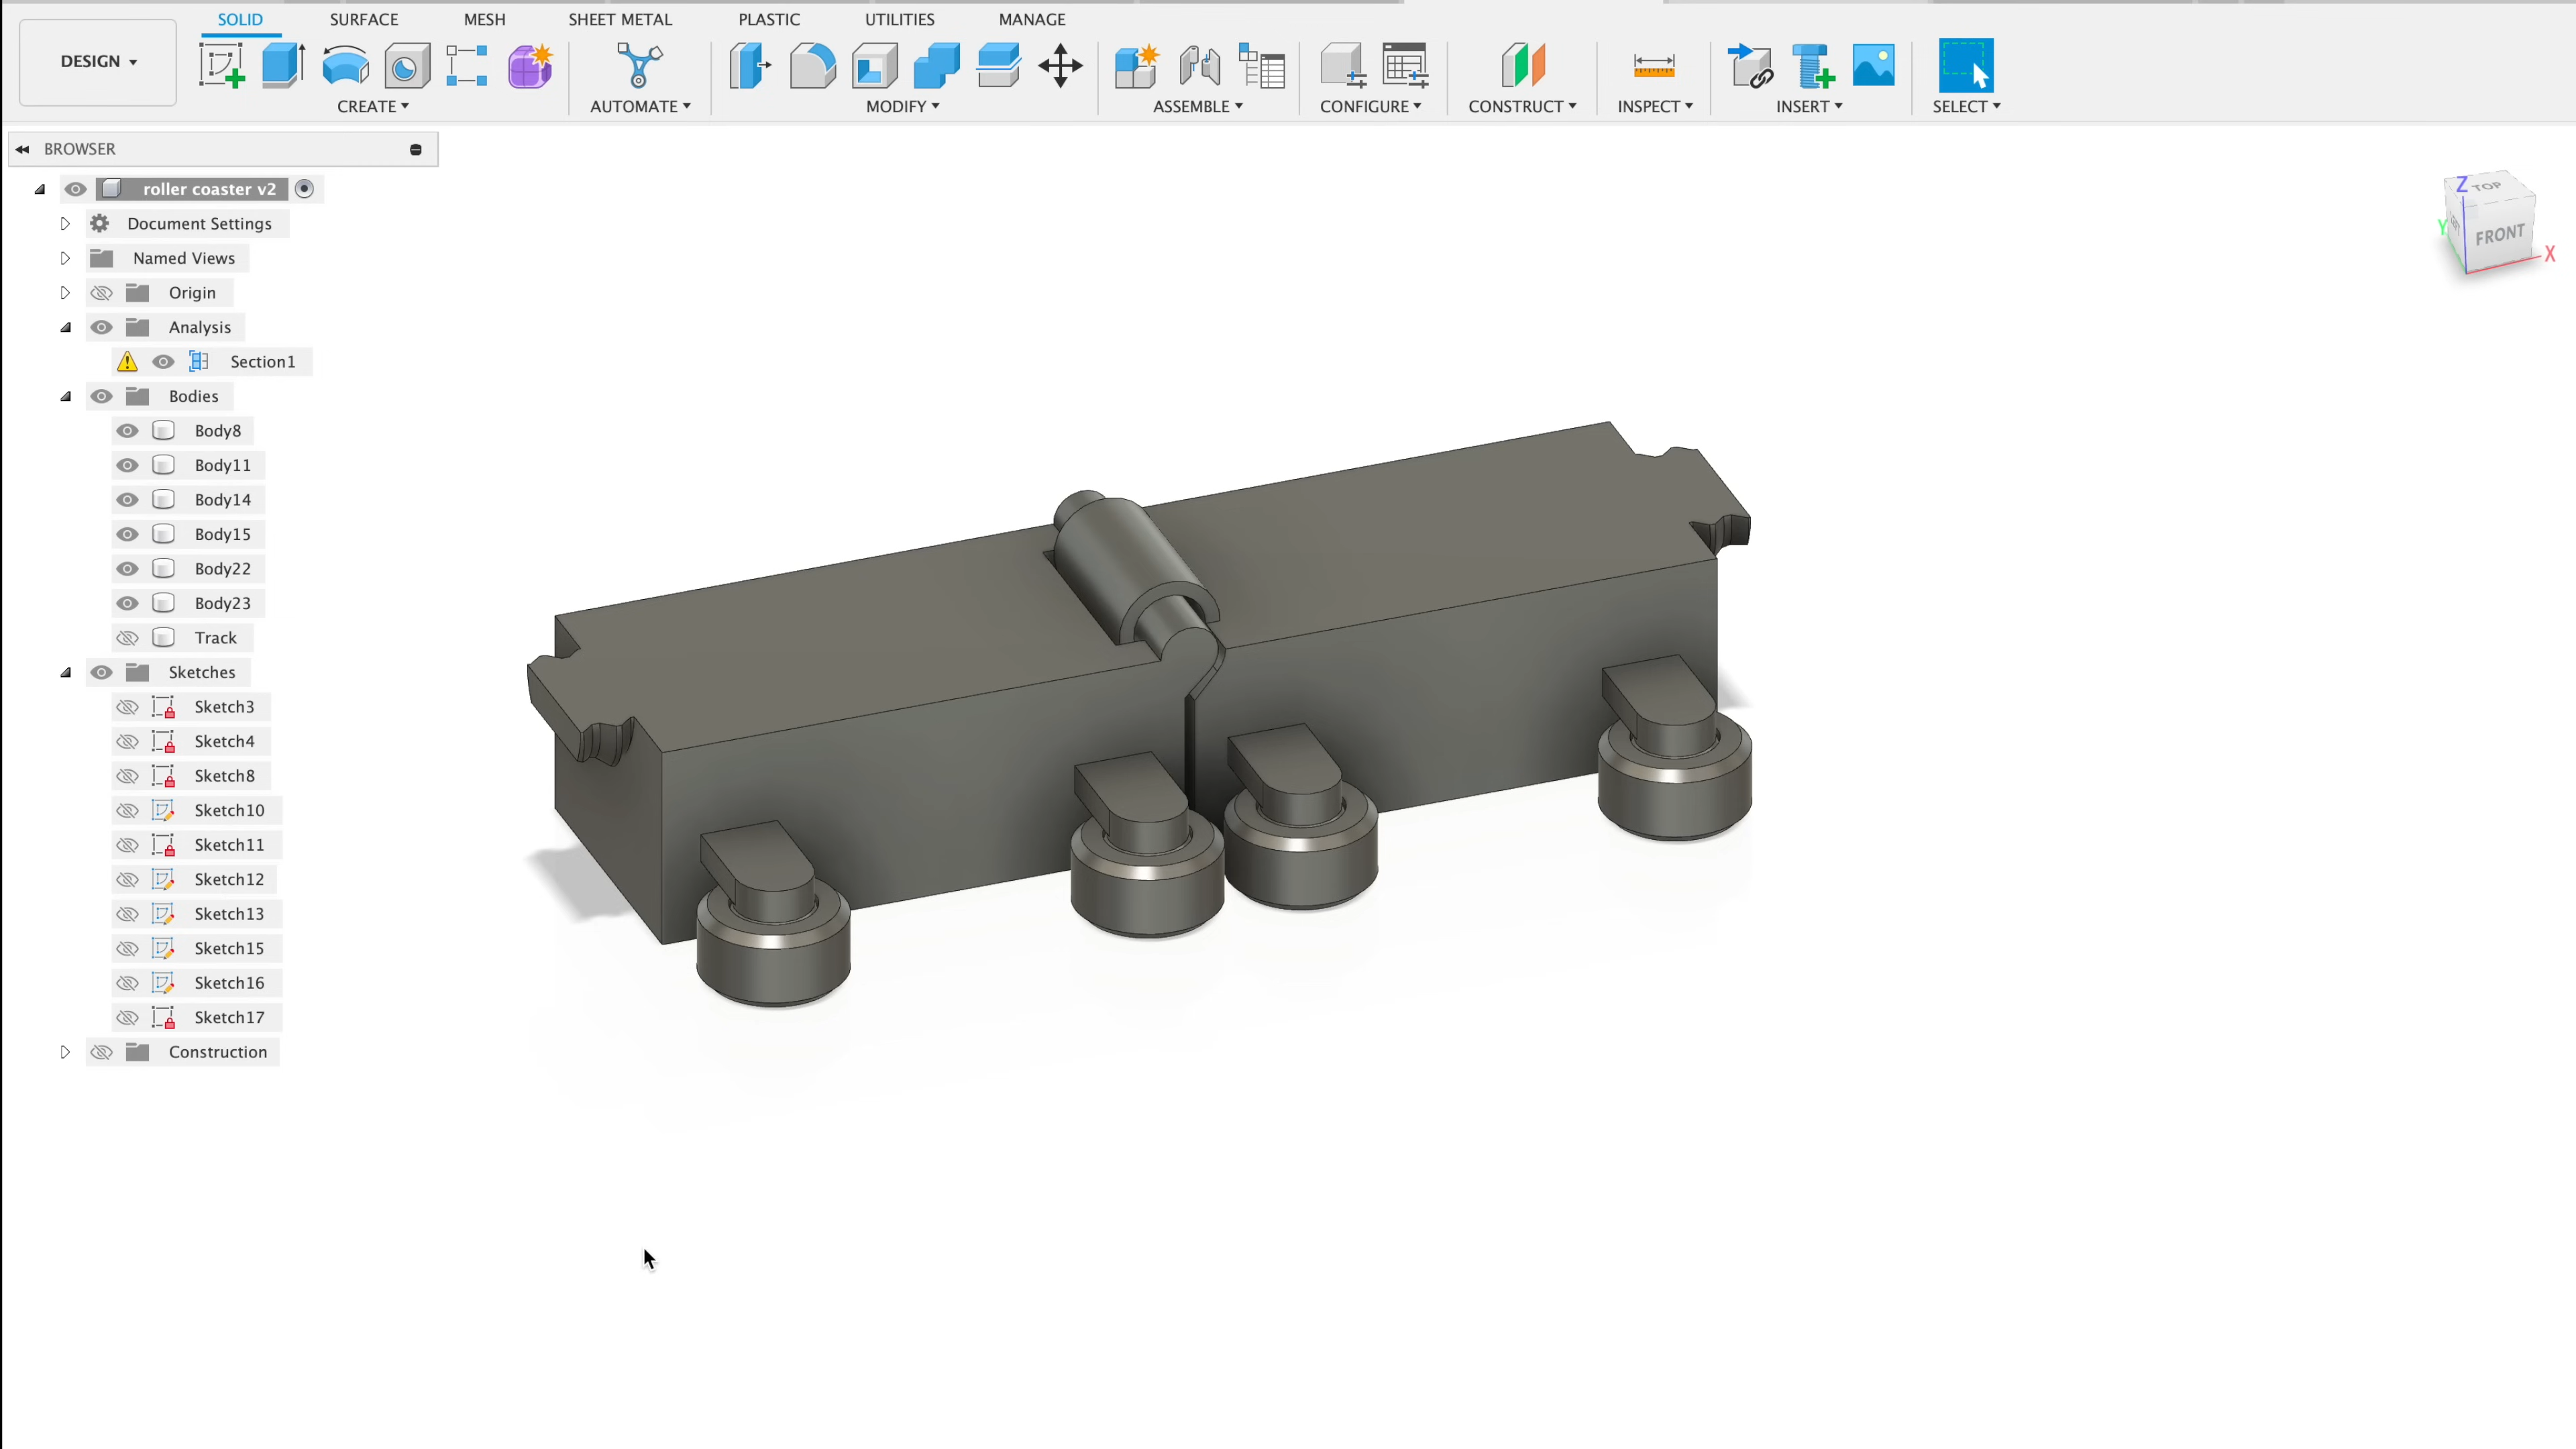 SOLID SURFACE MESH SHEET METAL PLASTIC UTILITIES MANAGE
DESIGN
CREATE AUTOMATE MODIFY ASSEMBLE CONFIGURE CONSTRUCT INSPECT INSERT SELECT
BROWSER
roller coaster v2
Document Settings
Named Views
Origin
Analysis
Section1
Bodies
Body8
Body11
Body14
Body15
Body22
Body23
Track
Sketches
Sketch3
Sketch4
Sketch8
Sketch10
Sketch11
Sketch12
Sketch13
Sketch15
Sketch16
Sketch17
Construction
Z TOP
Y LEFT FRONT X